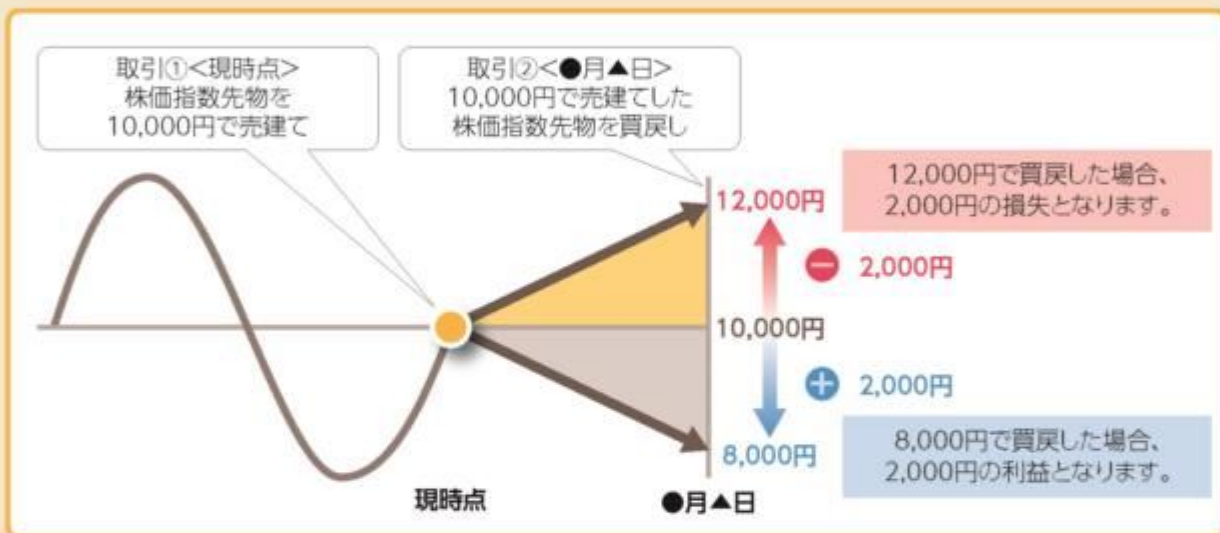 取引①<現時点>
株価指数先物を
10,000円で売建て
取引②<●月▲日>
10,000円で売建てした
株価指数先物を買戻し
12,000円
12,000円で買戻した場合、
2,000円の損失となります。
2,000円
10,000円
2,000円
8,000円
8,000円で買戻した場合、
2,000円の利益となります。
現時点
●月▲日